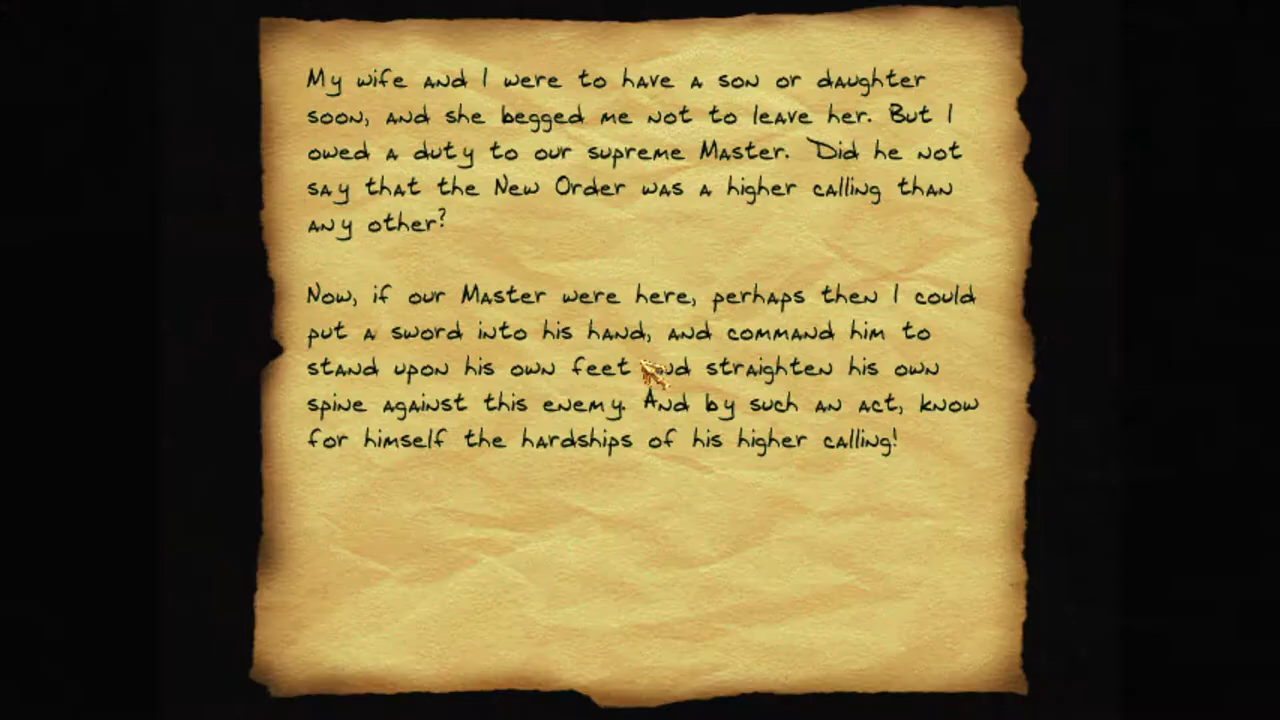 My wife and I were to have a son or daughter
soon, and she begged me not to leave her. But I
owed a duty to our supreme Master. Did he not
say that the New Order was a higher calling than
any other?
Now, if our Master were here, perhaps then I could
put a sword into his hand, and command him to
stand upon his own feet and straighten his own
spine against this enemy. And by such an act, know
for himself the hardships of his higher calling!